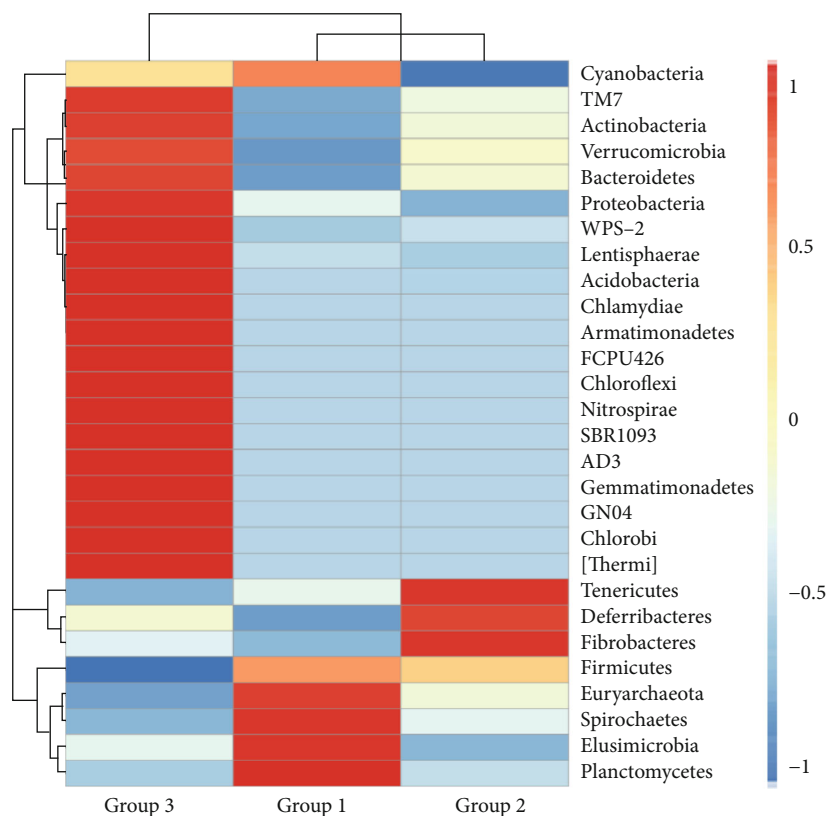 Cyanobacteria
TM7
Actinobacteria
Verrucomicrobia
Bacteroidetes
Proteobacteria
WPS–2
Lentisphaerae
Acidobacteria
Chlamydiae
Armatimonadetes
FCPU426
Chloroflexi
Nitrospirae
SBR1093
AD3
Gemmatimonadetes
GN04
Chlorobi
[Thermi]
Tenericutes
Deferribacteres
Fibrobacteres
Firmicutes
Euryarchaeota
Spirochaetes
Elusimicrobia
Planctomycetes
1
0.5
0
–0.5
–1
Group 3 Group 1 Group 2